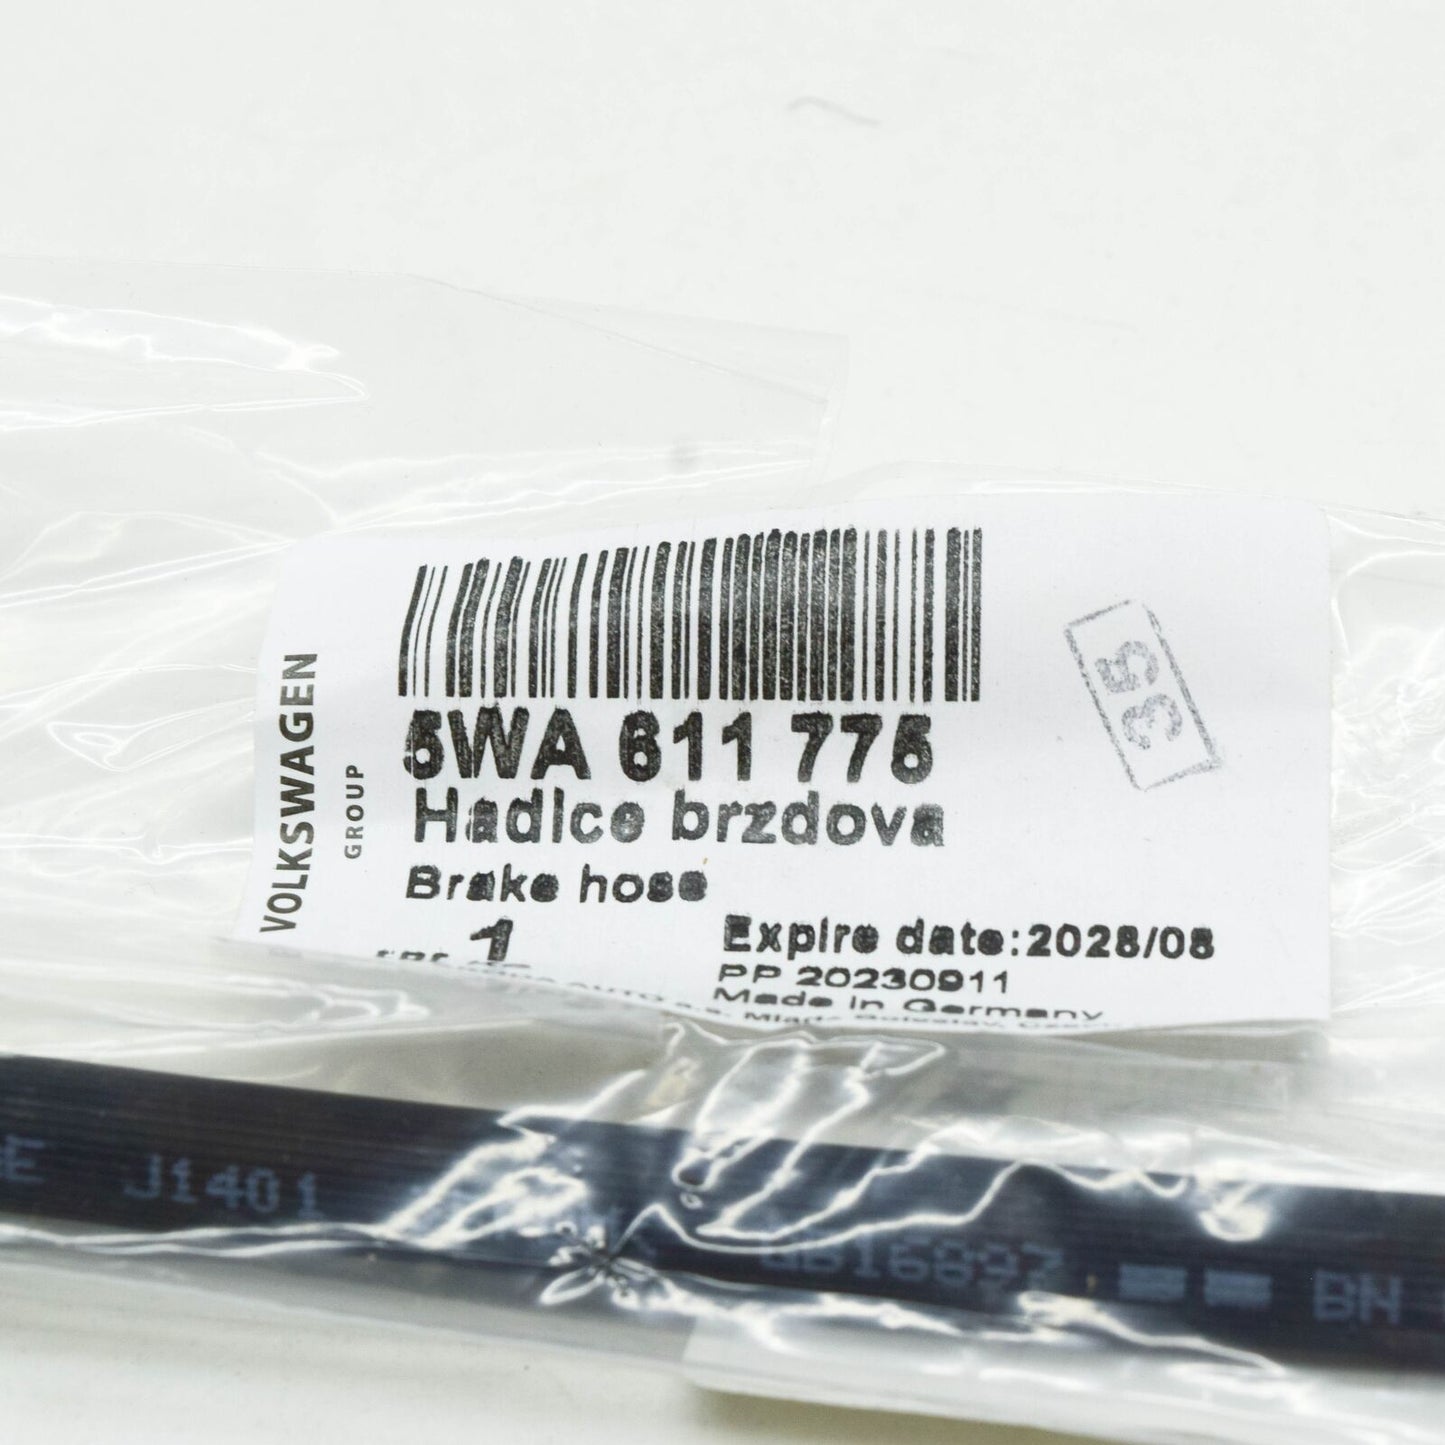 VOLKSWAGEN
GROUP
5WA 611 775
Hadice brzdova
Brake hose
1
Expire date:2028/08
PP 20230911
Made in Germany
35
J1401
GB16897
BN